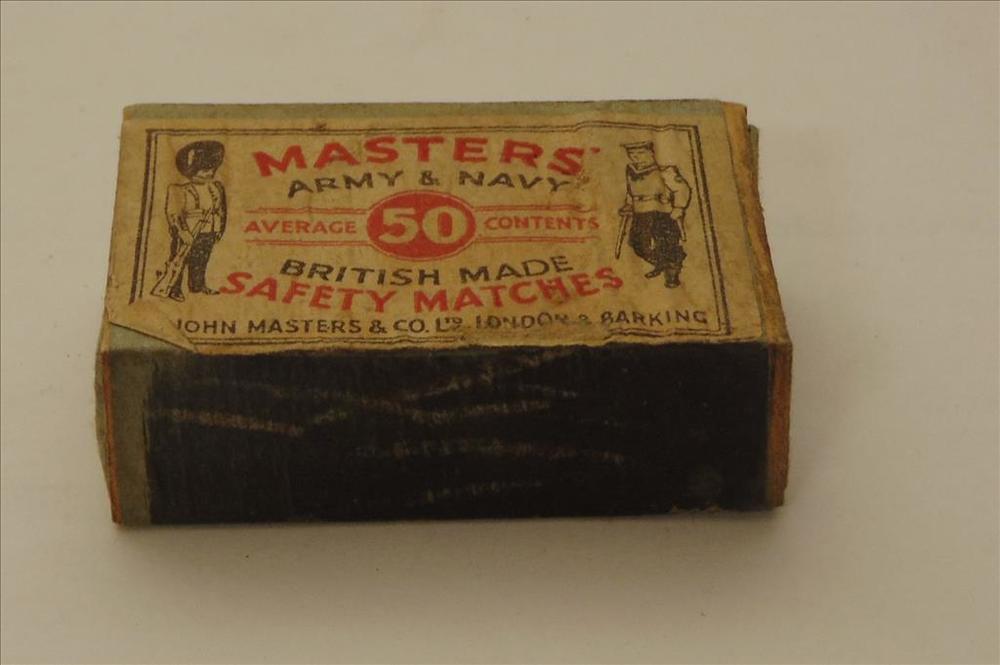 MASTERS'
ARMY & NAVY
AVERAGE 50 CONTENTS
BRITISH MADE
SAFETY MATCHES
JOHN MASTERS & CO. LTD. LONDON & BARKING